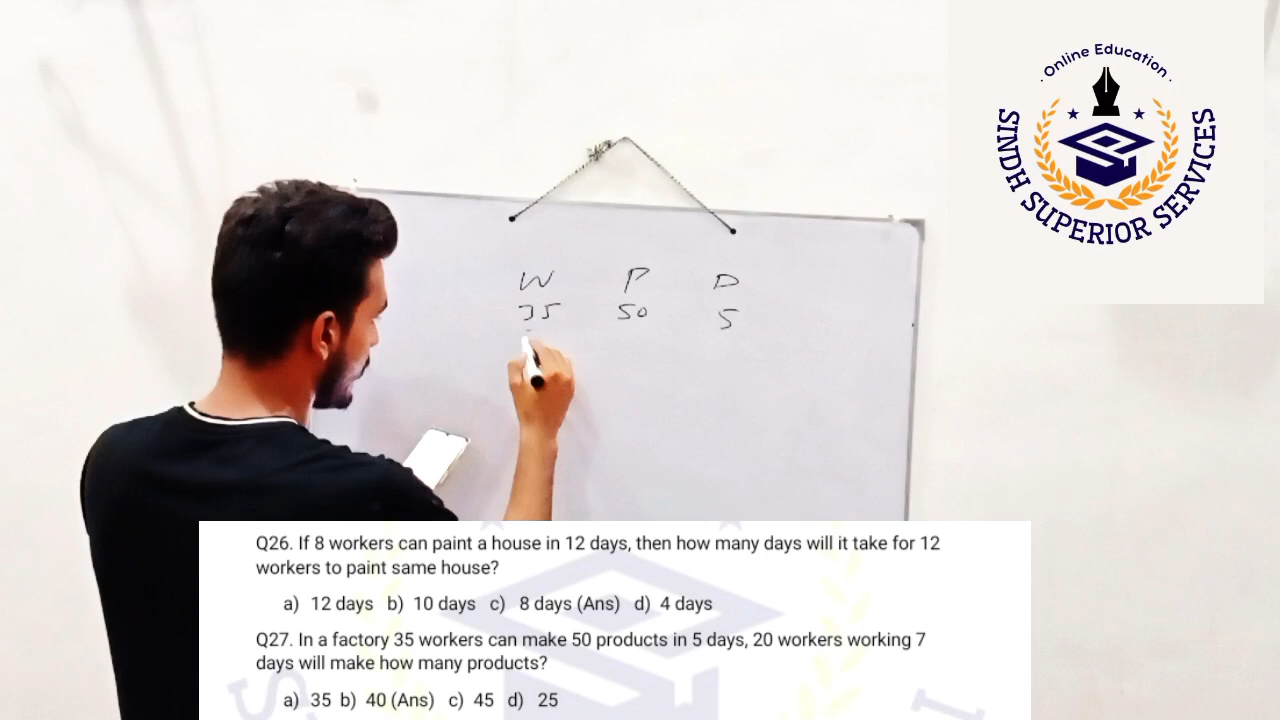 Online Education
SINDH SUPERIOR SERVICES
W P D
35 50 5
Q26. If 8 workers can paint a house in 12 days, then how many days will it take for 12
workers to paint same house?
a) 12 days b) 10 days c) 8 days (Ans) d) 4 days
Q27. In a factory 35 workers can make 50 products in 5 days, 20 workers working 7
days will make how many products?
a) 35 b) 40 (Ans) c) 45 d) 25